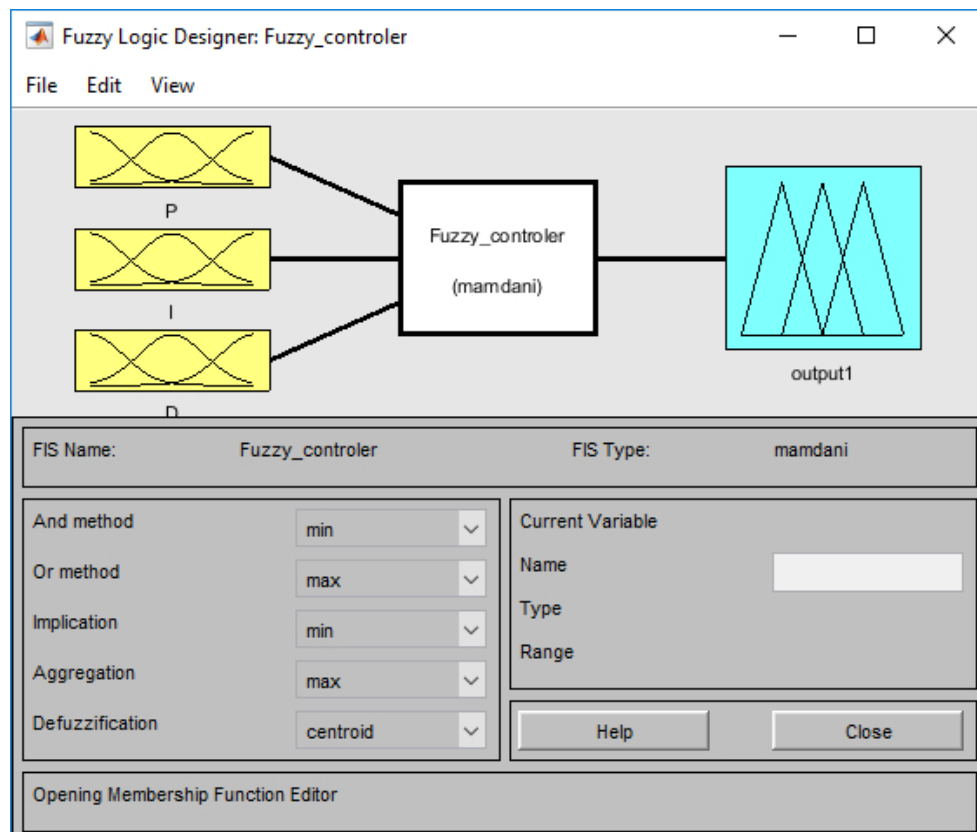 Fuzzy Logic Designer: Fuzzy_controler
File Edit View
P
I
D
Fuzzy_controler
(mamdani)
output1
FIS Name: Fuzzy_controler FIS Type: mamdani
And method min
Or method max
Implication min
Aggregation max
Defuzzification centroid
Current Variable
Name
Type
Range
Help Close
Opening Membership Function Editor